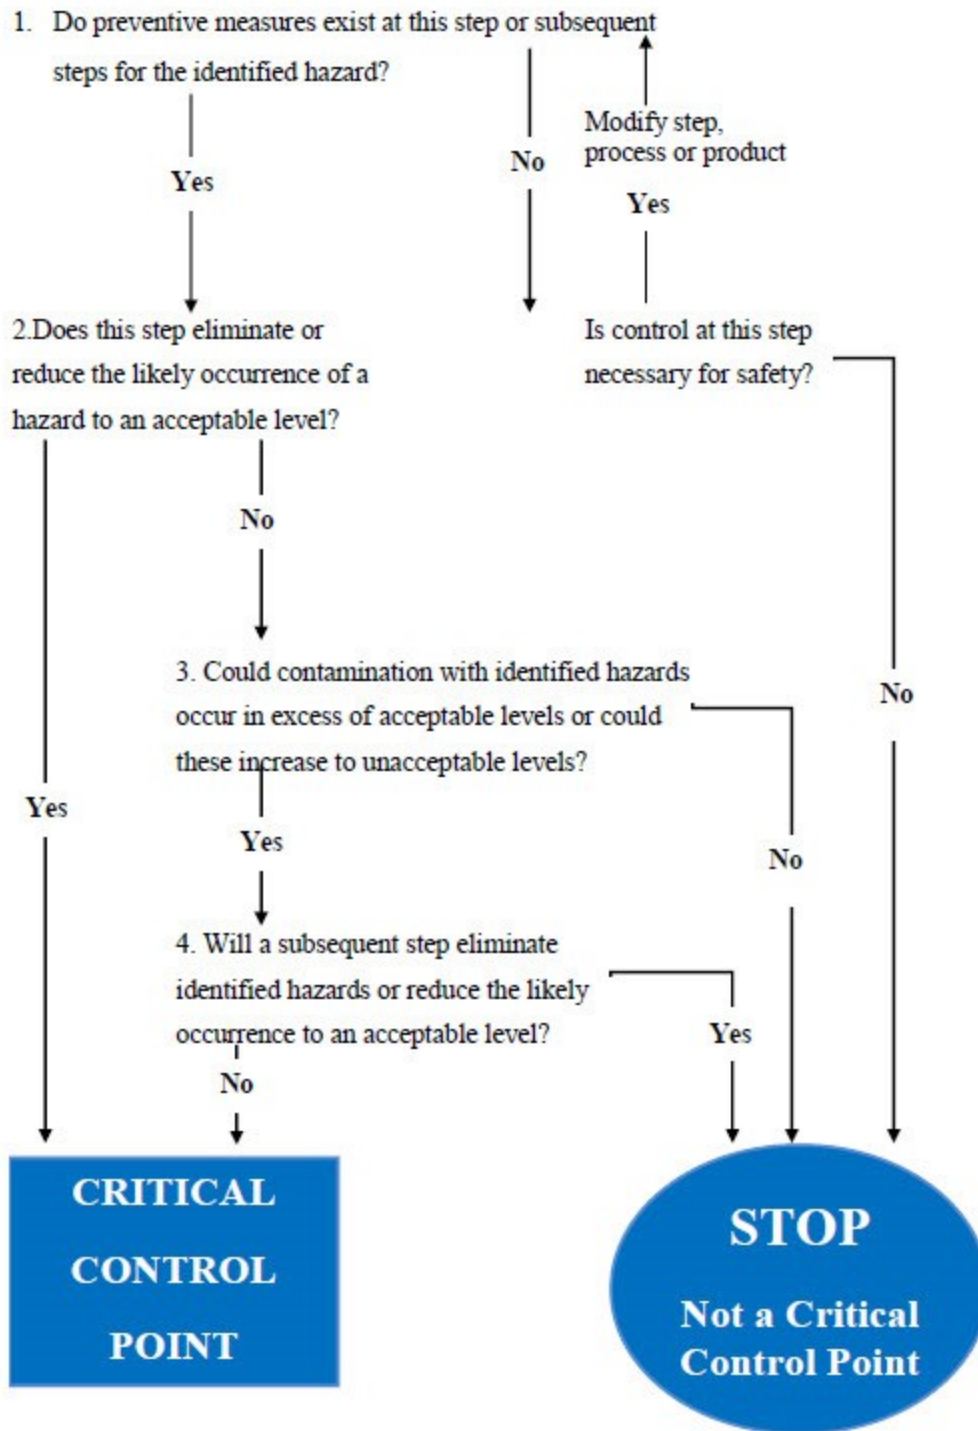 1. Do preventive measures exist at this step or subsequent
steps for the identified hazard?
Modify step,
process or product
No
Yes
Yes
2.Does this step eliminate or
reduce the likely occurrence of a
hazard to an acceptable level?
Is control at this step
necessary for safety?
No
3. Could contamination with identified hazards
occur in excess of acceptable levels or could
these increase to unacceptable levels?
No
Yes
Yes
No
4. Will a subsequent step eliminate
identified hazards or reduce the likely
occurrence to an acceptable level?
Yes
No
CRITICAL
CONTROL
POINT
STOP
Not a Critical
Control Point